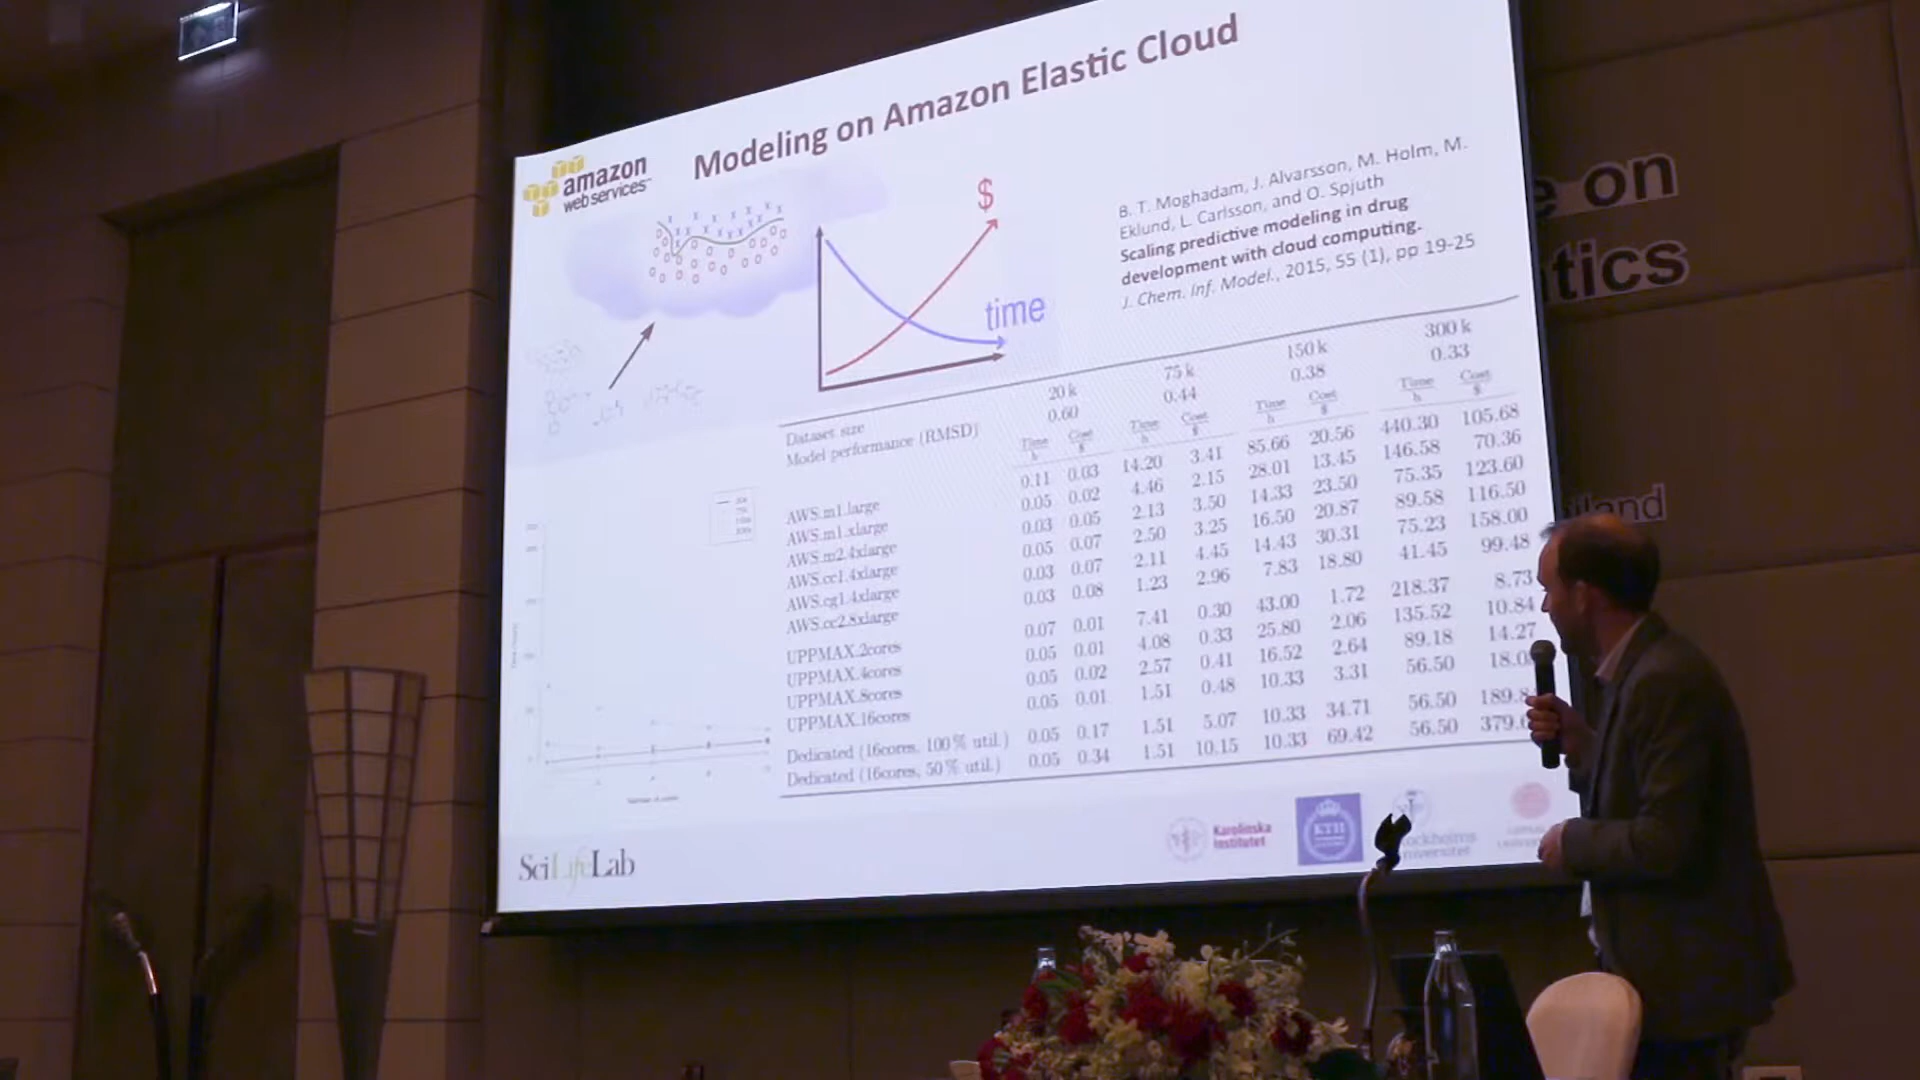 Modeling on Amazon Elastic Cloud
amazon
web services™
$
time
B. T. Moghadam, J. Alvarsson, M. Holm, M.
Eklund, L. Carlsson, and O. Spjuth
Scaling predictive modeling in drug
development with cloud computing.
J. Chem. Inf. Model., 2015, 55 (1), pp 19-25
Dataset size 20 k 75 k 150 k 300 k
Model performance (RMSD) 0.60 0.44 0.38 0.33
Time Cost Time Cost Time Cost Time Cost
h $ h $ h $ h $
AWS.m1.large 0.11 0.03 14.20 3.41 85.66 20.56 440.30 105.68
AWS.m1.xlarge 0.05 0.02 4.46 2.15 28.01 13.45 146.58 70.36
AWS.m2.4xlarge 0.03 0.05 2.13 3.50 14.33 23.50 75.35 123.60
AWS.cc1.4xlarge 0.05 0.07 2.50 3.25 16.50 20.87 89.58 116.50
AWS.cg1.4xlarge 0.03 0.07 2.11 4.45 14.43 30.31 75.23 158.00
AWS.cc2.8xlarge 0.03 0.08 1.23 2.96 7.83 18.80 41.45 99.48
UPPMAX.2cores 0.07 0.01 7.41 0.30 43.00 1.72 218.37 8.73
UPPMAX.4cores 0.05 0.01 4.08 0.33 25.80 2.06 135.52 10.84
UPPMAX.8cores 0.05 0.02 2.57 0.41 16.52 2.64 89.18 14.27
UPPMAX.16cores 0.05 0.01 1.51 0.48 10.33 3.31 56.50 18.0
Dedicated (16cores, 100% util.) 0.05 0.17 1.51 5.07 10.33 34.71 56.50 189.8
Dedicated (16cores, 50% util.) 0.05 0.34 1.51 10.15 10.33 69.42 56.50 379.
SciLifeLab
Karolinska
Institutet
KTH
on
tics